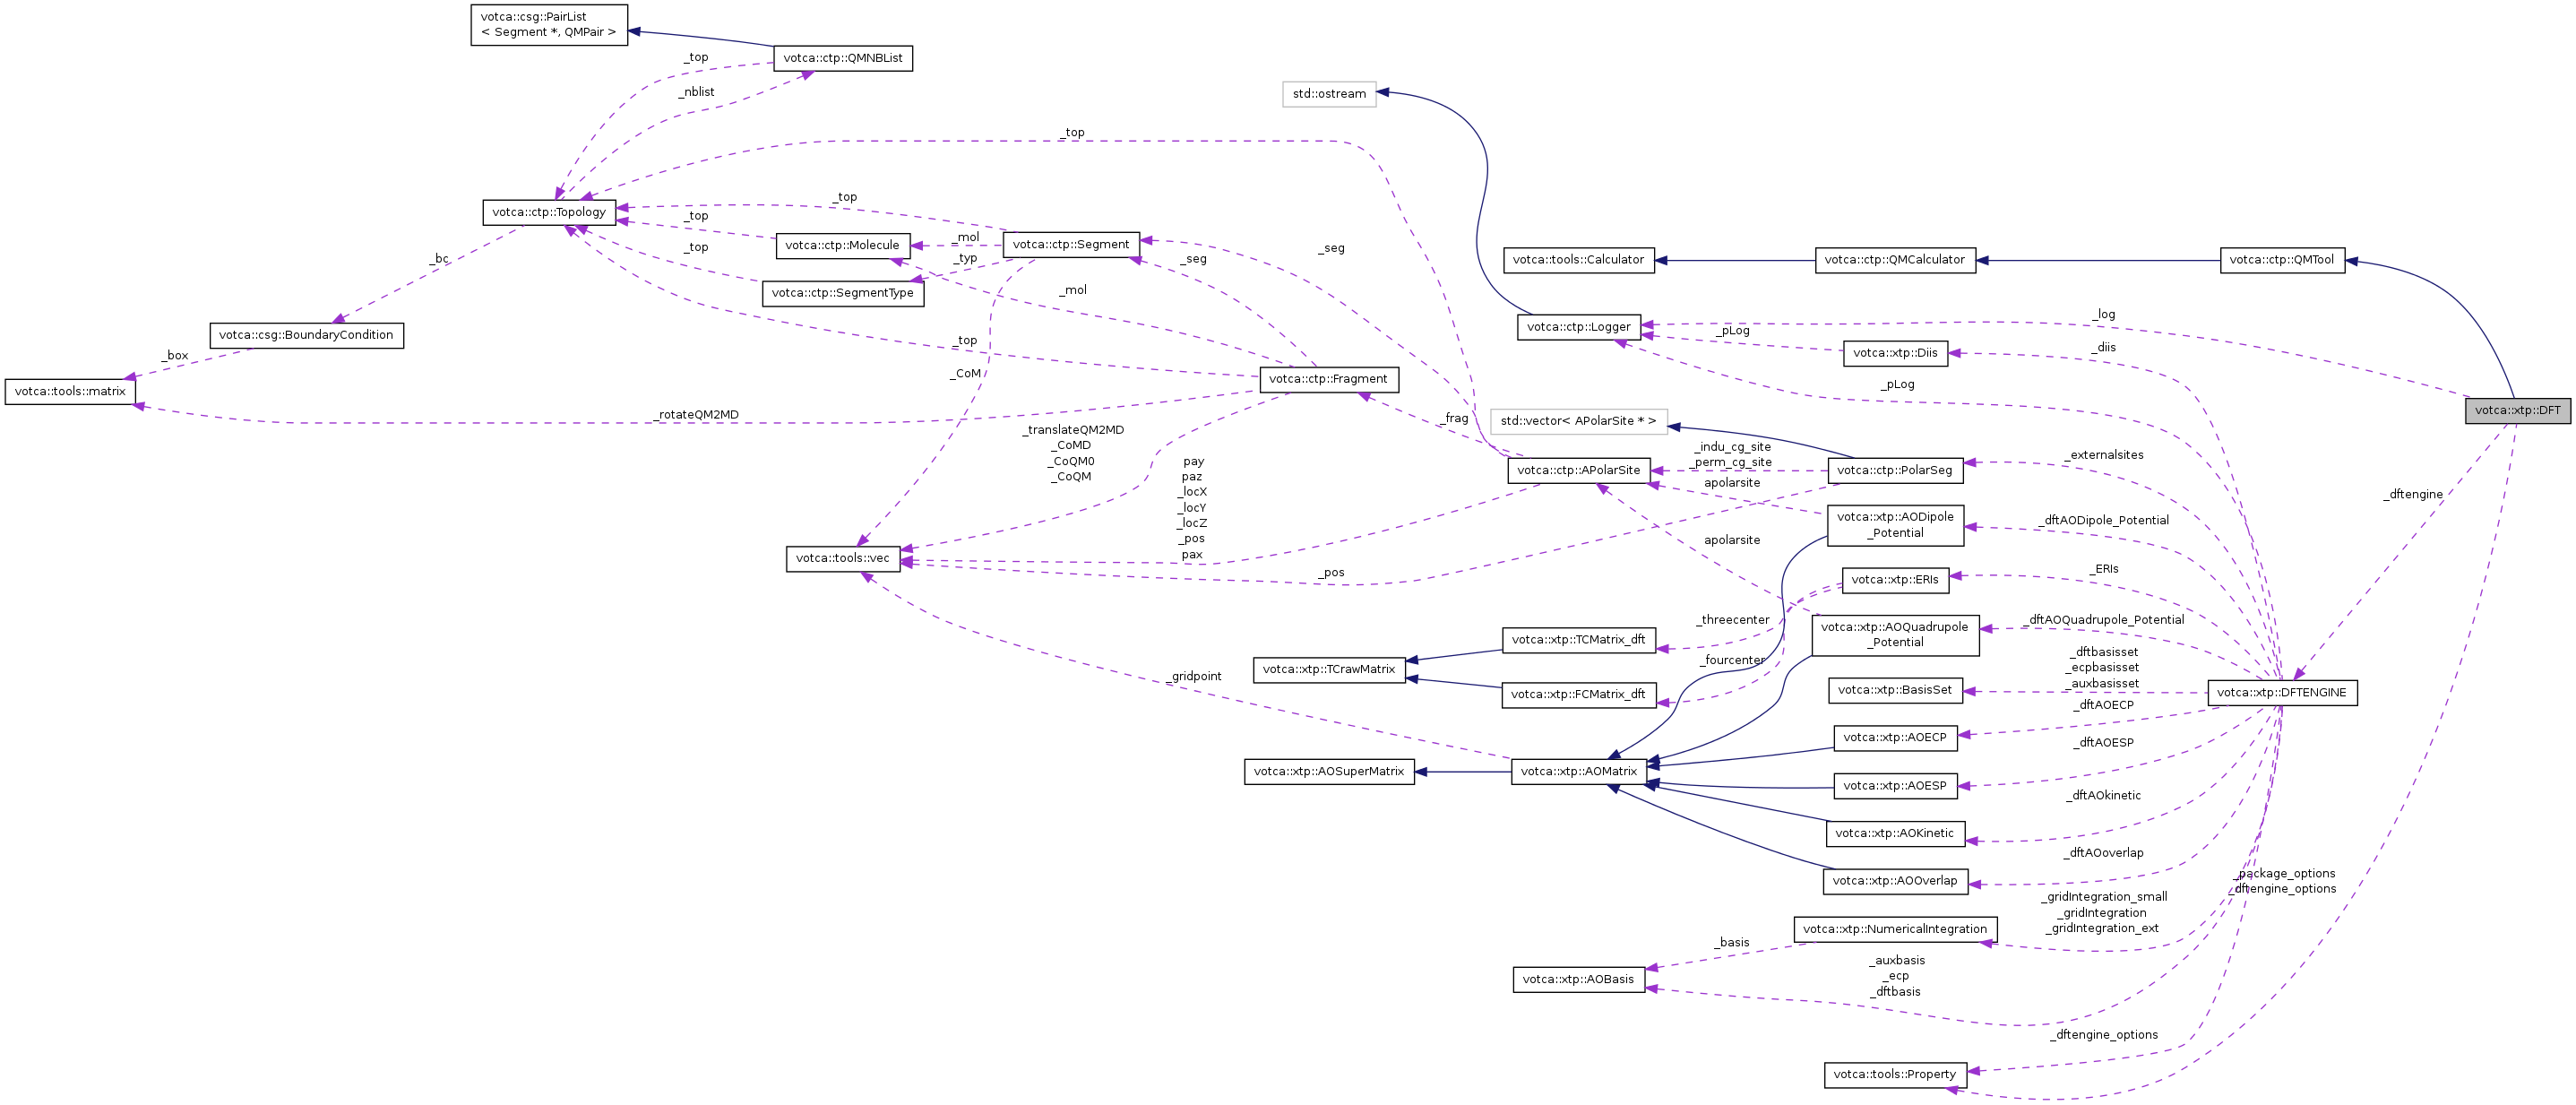 votca::csg::PairList
< Segment *, QMPair >
votca::ctp::QMNBList
_top
_nblist
std::ostream
_top
votca::ctp::Topology
_top
_top
_top
_mol
_typ
votca::ctp::Molecule
votca::ctp::Segment
votca::ctp::SegmentType
_seg
_seg
_mol
_bc
votca::tools::Calculator
votca::ctp::QMCalculator
votca::ctp::QMTool
votca::csg::BoundaryCondition
_box
votca::tools::matrix
_top
_CoM
votca::ctp::Logger
_pLog
votca::xtp::Diis
_log
_diis
_pLog
votca::ctp::Fragment
votca::xtp::DFT
_rotateQM2MD
_translateQM2MD
_CoMD
_CoQM0
_CoQM
_frag
std::vector< APolarSite * >
_indu_cg_site
_perm_cg_site
apolarsite
votca::ctp::APolarSite
votca::ctp::PolarSeg
_externalsites
_dftengine
pay
paz
_locX
_locY
_locZ
_pos
pax
votca::xtp::AODipole
_Potential
_dftAODipole_Potential
apolarsite
votca::tools::vec
_pos
votca::xtp::ERIs
_ERIs
_threecenter
votca::xtp::TCMatrix_dft
votca::xtp::AOQuadrupole
_Potential
_dftAOQuadrupole_Potential
_fourcenter
votca::xtp::TCrawMatrix
votca::xtp::FCMatrix_dft
_gridpoint
votca::xtp::BasisSet
_dftbasisset
_ecpbasisset
_auxbasisset
votca::xtp::DFTENGINE
_dftAOECP
votca::xtp::AOECP
_dftAOESP
votca::xtp::AOSuperMatrix
votca::xtp::AOMatrix
votca::xtp::AOESP
_dftAOkinetic
votca::xtp::AOKinetic
_dftAOoverlap
votca::xtp::AOOverlap
_package_options
_dftengine_options
_gridIntegration_small
_gridIntegration
_gridIntegration_ext
votca::xtp::NumericalIntegration
_basis
votca::xtp::AOBasis
_auxbasis
_ecp
_dftbasis
_dftengine_options
votca::tools::Property